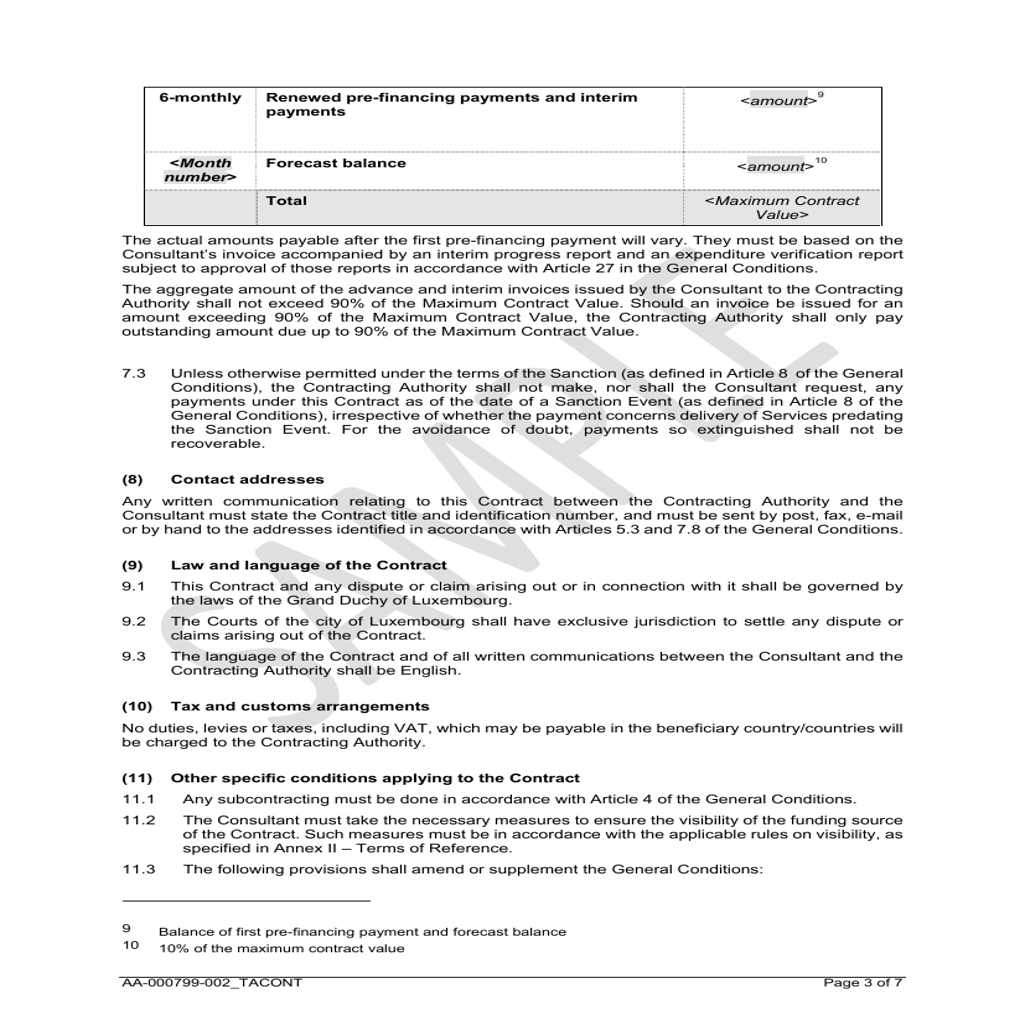 6-monthly Renewed pre-financing payments and interim <amount>9
payments
<Month Forecast balance <amount>10
number>
Total <Maximum Contract
Value>
The actual amounts payable after the first pre-financing payment will vary. They must be based on the
Consultant's invoice accompanied by an interim progress report and an expenditure verification report
subject to approval of those reports in accordance with Article 27 in the General Conditions.
The aggregate amount of the advance and interim invoices issued by the Consultant to the Contracting
Authority shall not exceed 90% of the Maximum Contract Value. Should an invoice be issued for an
amount exceeding 90% of the Maximum Contract Value, the Contracting Authority shall only pay
outstanding amount due up to 90% of the Maximum Contract Value.
7.3 Unless otherwise permitted under the terms of the Sanction (as defined in Article 8 of the General
Conditions), the Contracting Authority shall not make, nor shall the Consultant request, any
payments under this Contract as of the date of a Sanction Event (as defined in Article 8 of the
General Conditions), irrespective of whether the payment concerns delivery of Services predating
the Sanction Event. For the avoidance of doubt, payments so extinguished shall not be
recoverable.
(8) Contact addresses
Any written communication relating to this Contract between the Contracting Authority and the
Consultant must state the Contract title and identification number, and must be sent by post, fax, e-mail
or by hand to the addresses identified in accordance with Articles 5.3 and 7.8 of the General Conditions.
(9) Law and language of the Contract
9.1 This Contract and any dispute or claim arising out or in connection with it shall be governed by
the laws of the Grand Duchy of Luxembourg.
9.2 The Courts of the city of Luxembourg shall have exclusive jurisdiction to settle any dispute or
claims arising out of the Contract.
9.3 The language of the Contract and of all written communications between the Consultant and the
Contracting Authority shall be English.
(10) Tax and customs arrangements
No duties, levies or taxes, including VAT, which may be payable in the beneficiary country/countries will
be charged to the Contracting Authority.
(11) Other specific conditions applying to the Contract
11.1 Any subcontracting must be done in accordance with Article 4 of the General Conditions.
11.2 The Consultant must take the necessary measures to ensure the visibility of the funding source
of the Contract. Such measures must be in accordance with the applicable rules on visibility, as
specified in Annex II – Terms of Reference.
11.3 The following provisions shall amend or supplement the General Conditions:
9 Balance of first pre-financing payment and forecast balance
10 10% of the maximum contract value
AA-000799-002_TACONT Page 3 of 7
SAMPLE